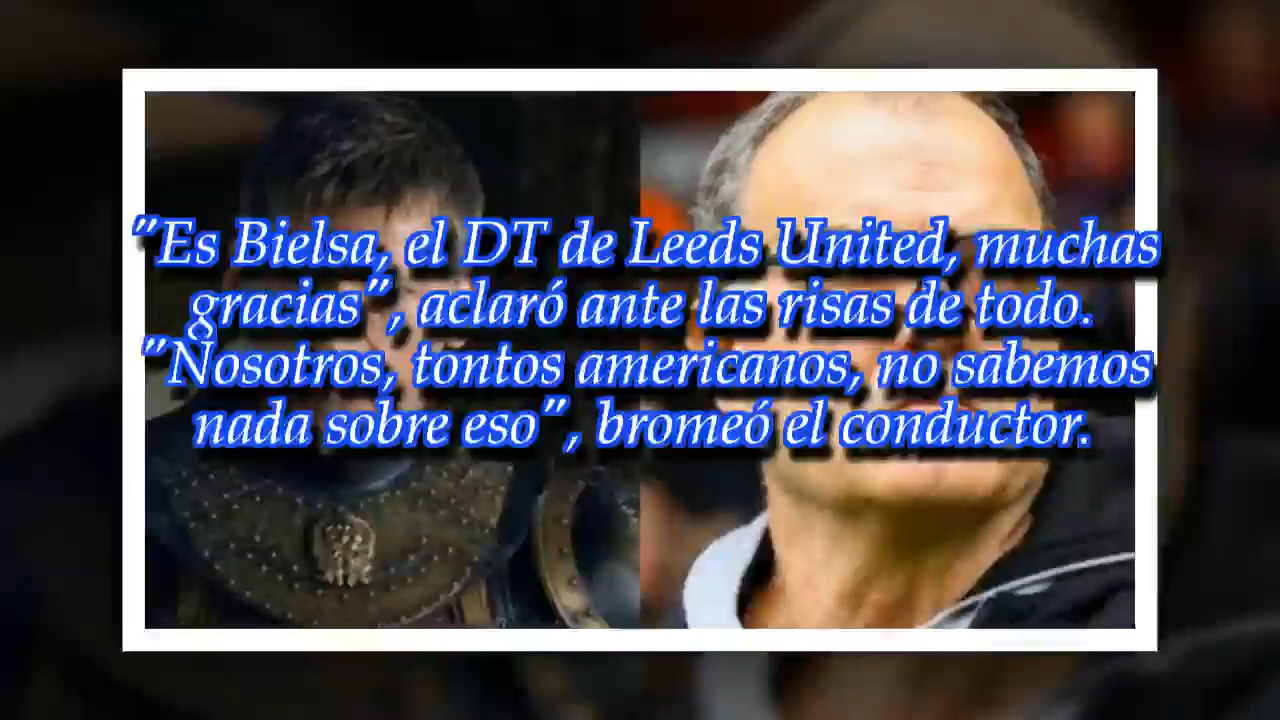 "Es Bielsa, el DT de Leeds United, muchas
gracias", aclaró ante las risas de todo.
"Nosotros, tontos americanos, no sabemos
nada sobre eso", bromeó el conductor.